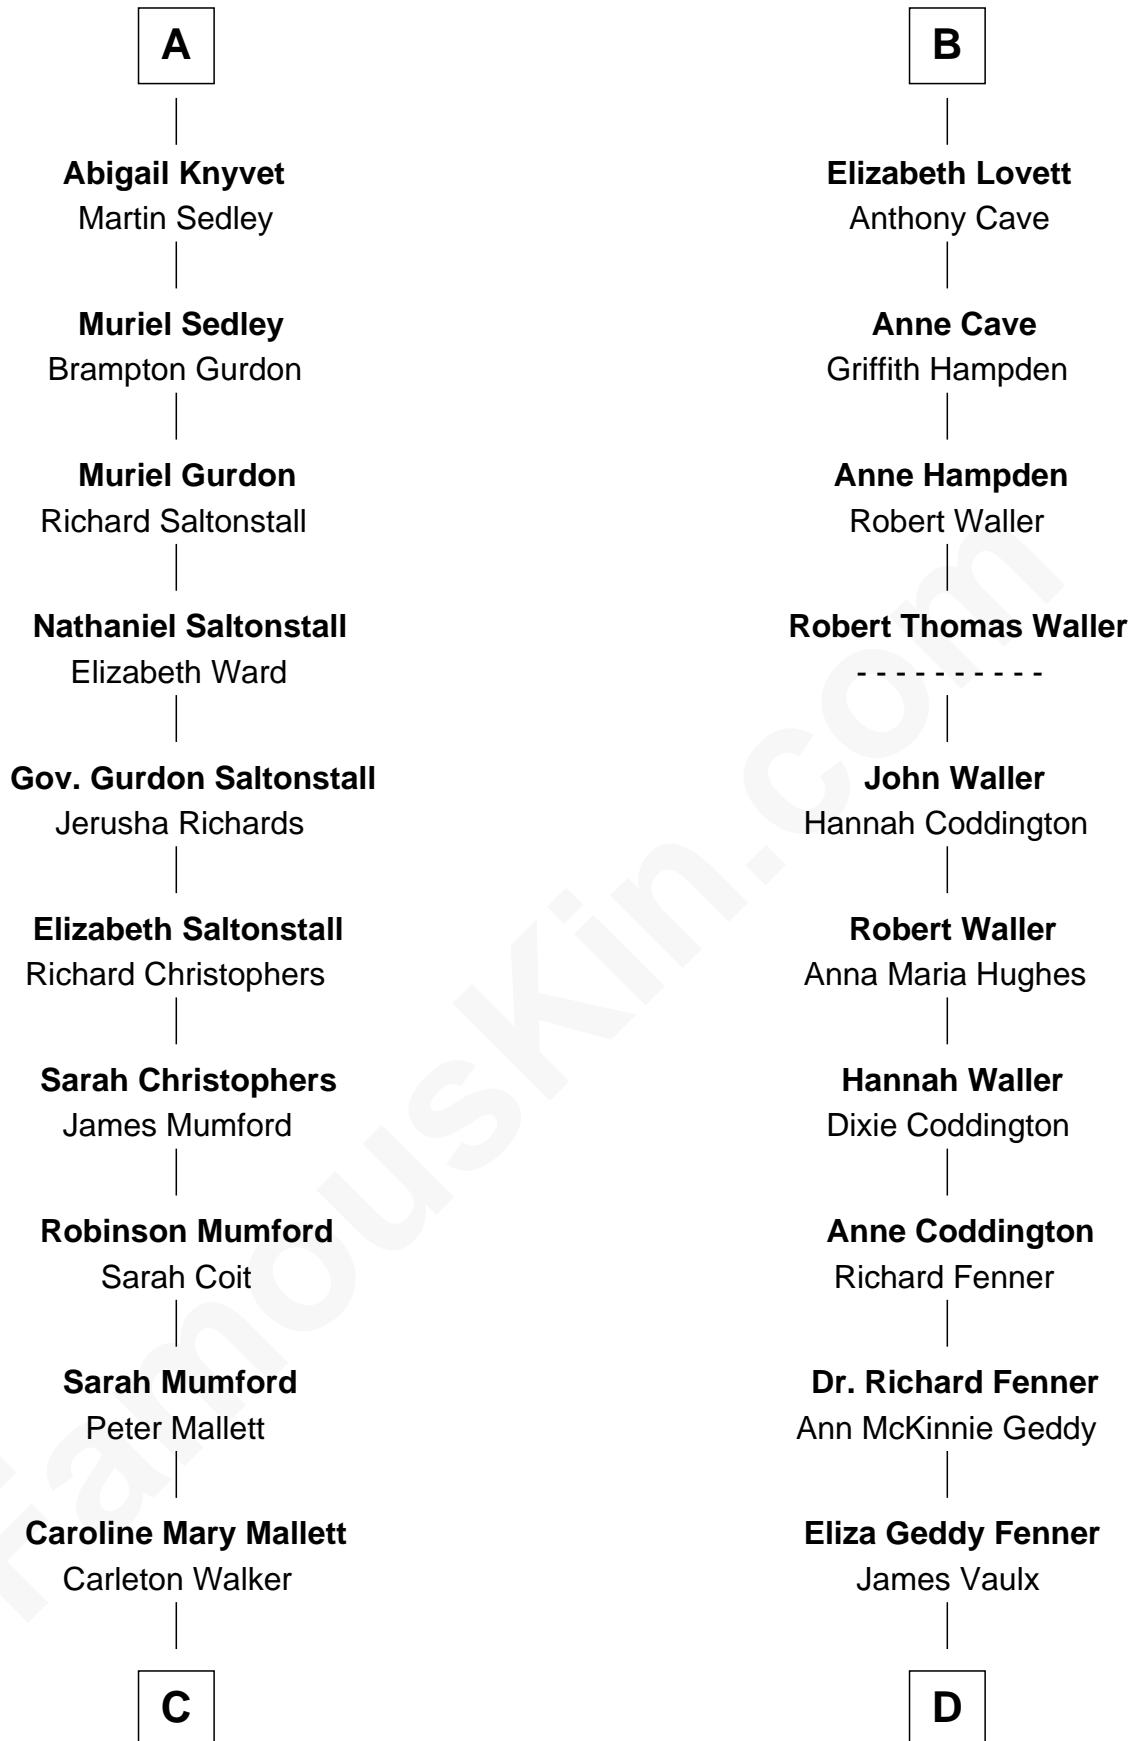 A
Abigail Knyvet
Martin Sedley
Muriel Sedley
Brampton Gurdon
Muriel Gurdon
Richard Saltonstall
Nathaniel Saltonstall
Elizabeth Ward
Gov. Gurdon Saltonstall
Jerusha Richards
Elizabeth Saltonstall
Richard Christophers
Sarah Christophers
James Mumford
Robinson Mumford
Sarah Coit
Sarah Mumford
Peter Mallett
Caroline Mary Mallett
Carleton Walker
C
B
Elizabeth Lovett
Anthony Cave
Anne Cave
Griffith Hampden
Anne Hampden
Robert Waller
Robert Thomas Waller
- - - - - - - - - -
John Waller
Hannah Coddington
Robert Waller
Anna Maria Hughes
Hannah Waller
Dixie Coddington
Anne Coddington
Richard Fenner
Dr. Richard Fenner
Ann McKinnie Geddy
Eliza Geddy Fenner
James Vaulx
D
FamousKin.com